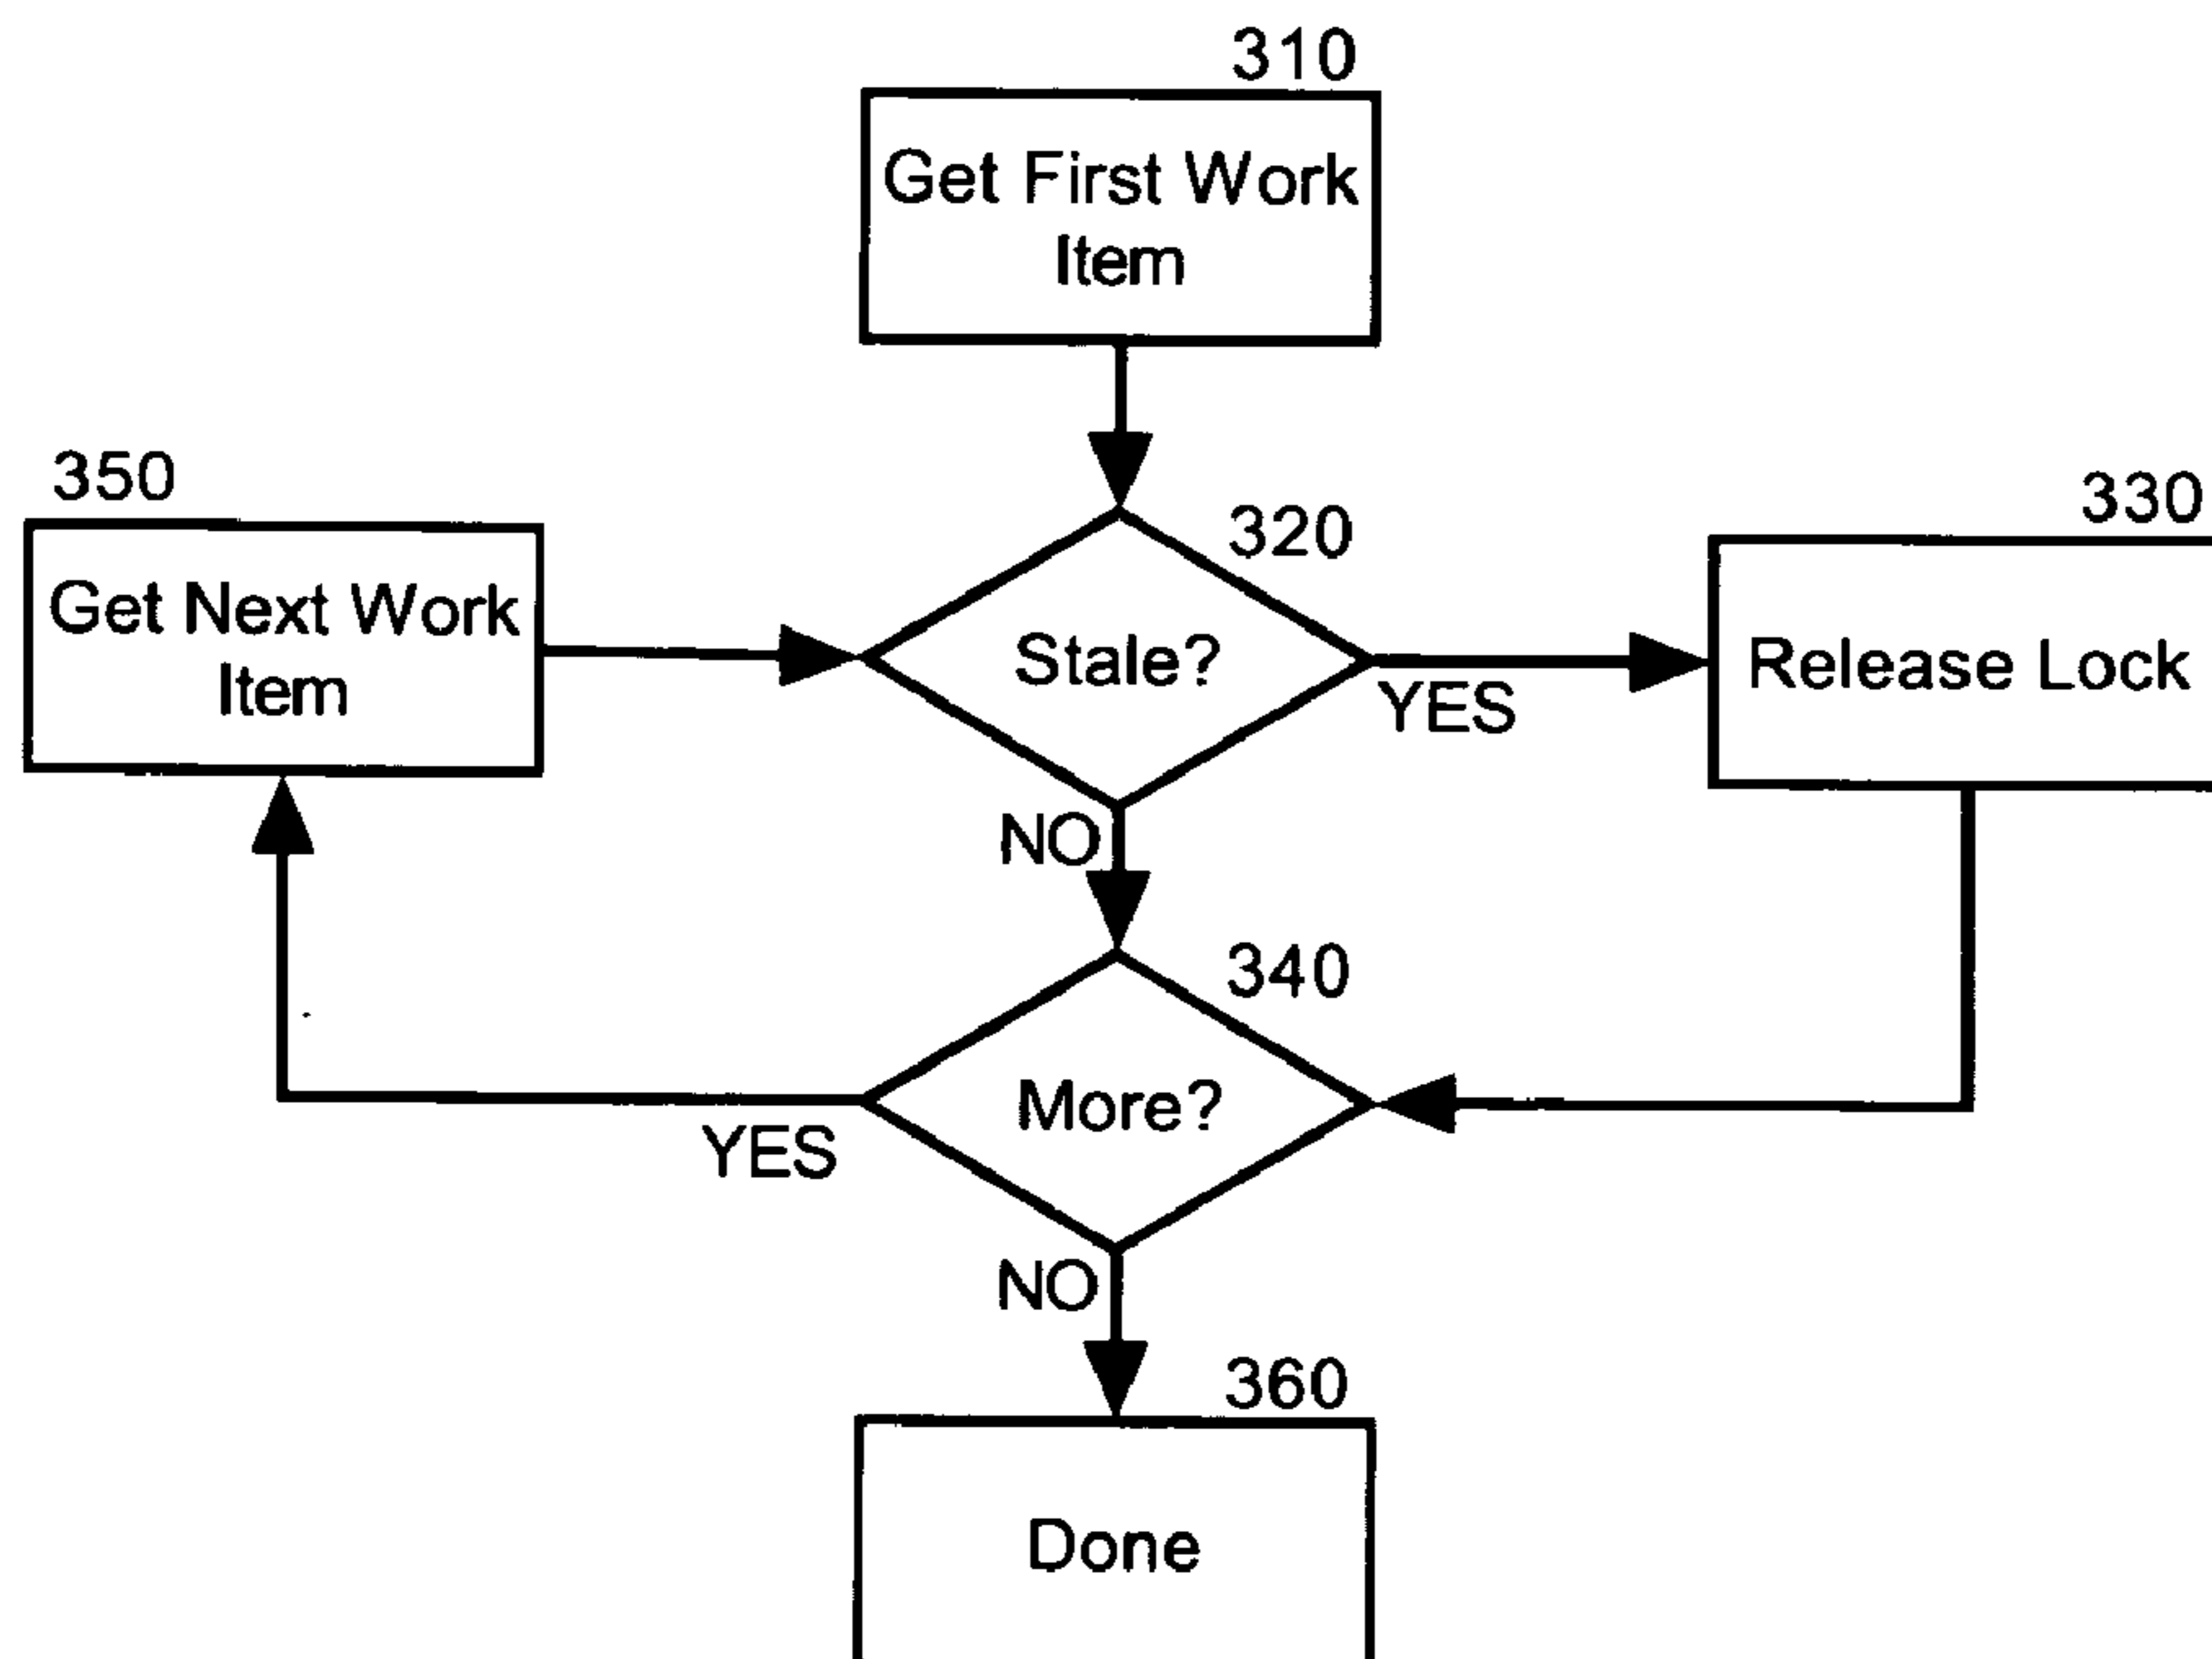 310
Get First Work
Item
350
Get Next Work
Item
320
Stale?
YES
330
Release Lock
NO
340
More?
YES
NO
360
Done